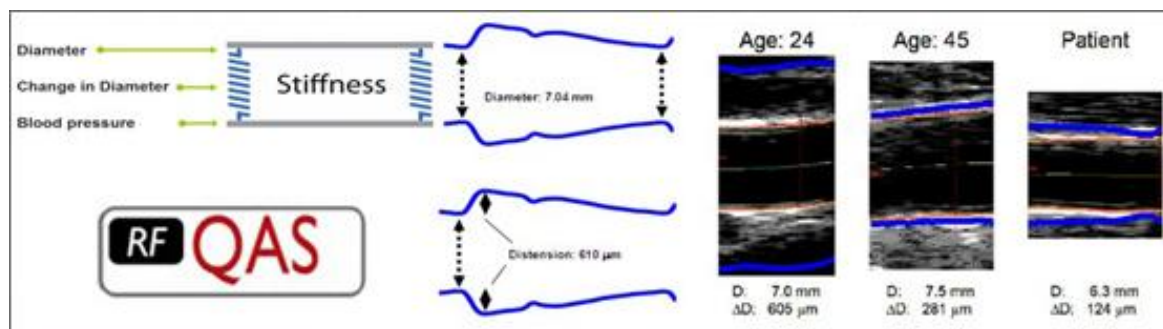 Diameter
Change in Diameter
Blood pressure
Stiffness
Diameter: 7.04 mm
RF QAS
Distension: 610 µm
Age: 24
D: 7.0 mm
ΔD: 605 µm
Age: 45
D: 7.5 mm
ΔD: 281 µm
Patient
D: 6.3 mm
ΔD: 124 µm